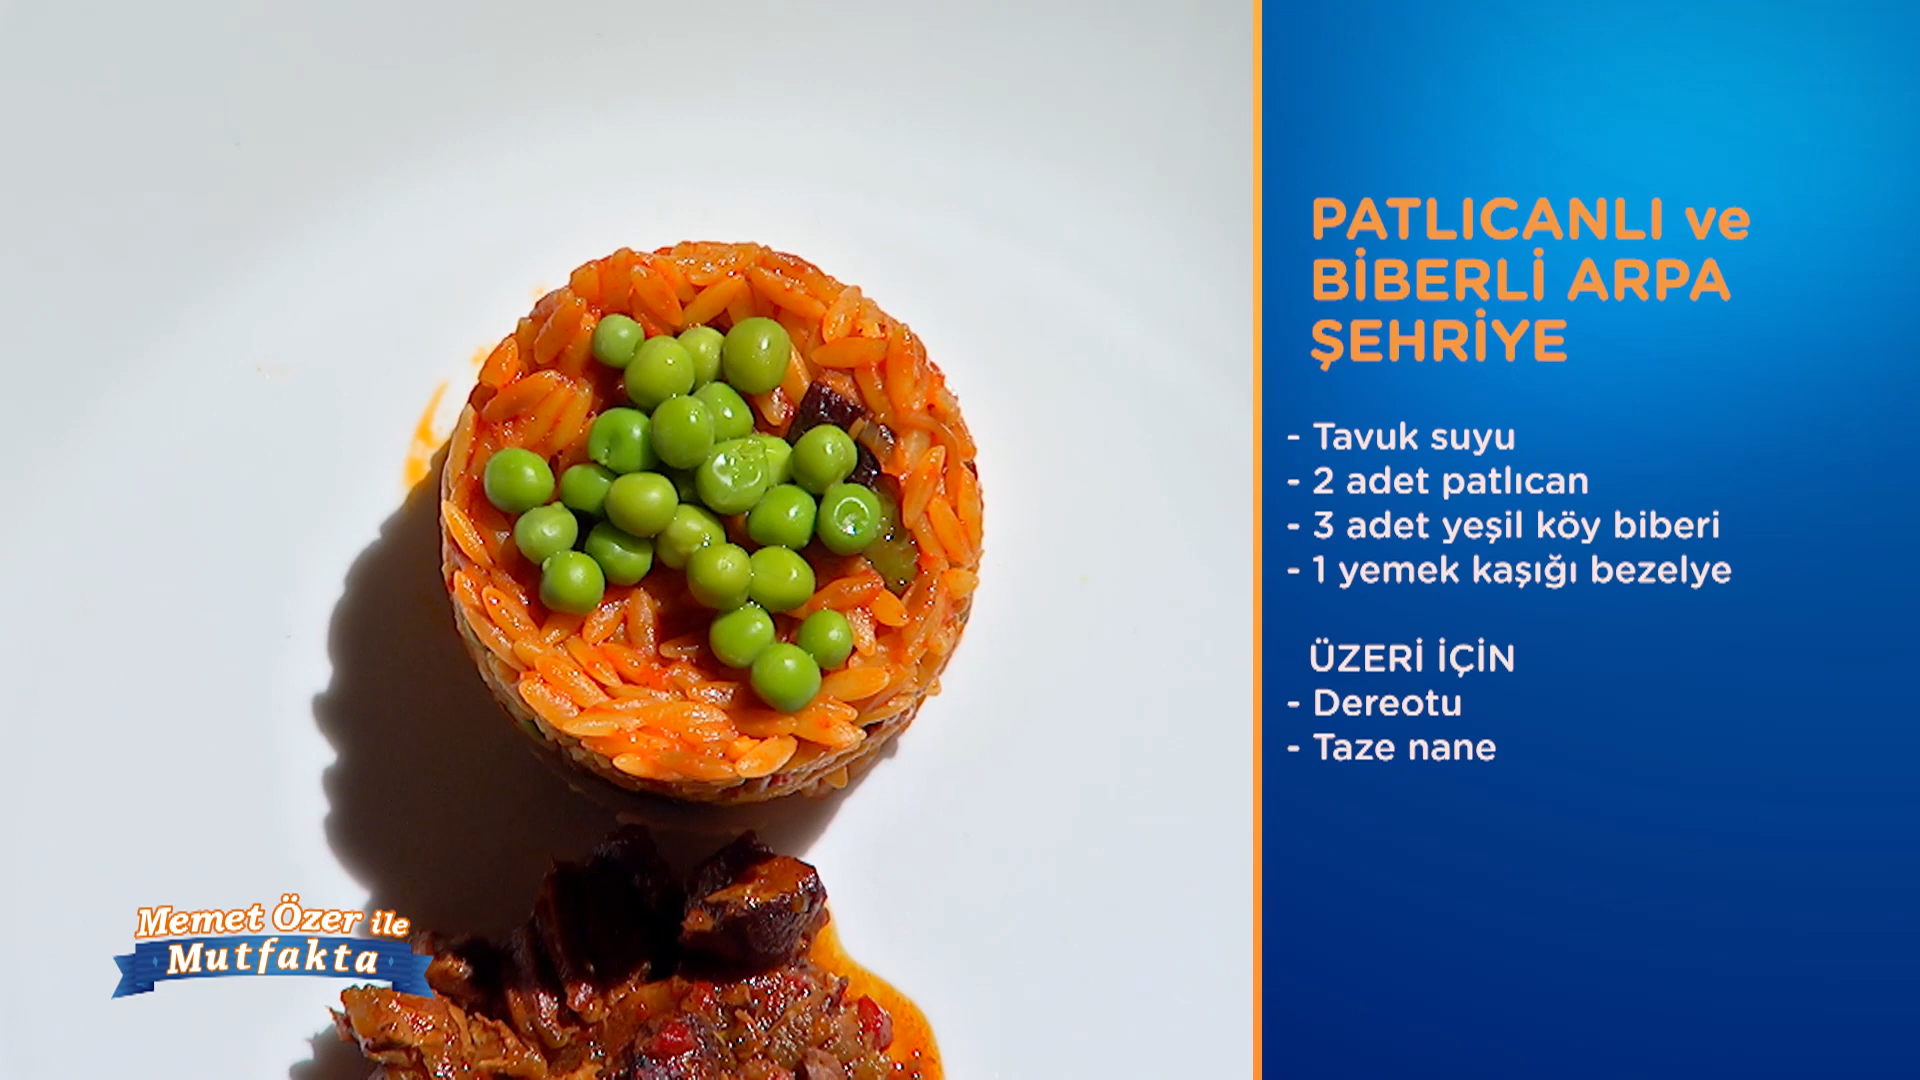 PATLICANLI ve
BİBERLİ ARPA
ŞEHRİYE
- Tavuk suyu
- 2 adet patlıcan
- 3 adet yeşil köy biberi
- 1 yemek kaşığı bezelye
ÜZERİ İÇİN
- Dereotu
- Taze nane
Memet Özer ile
Mutfakta